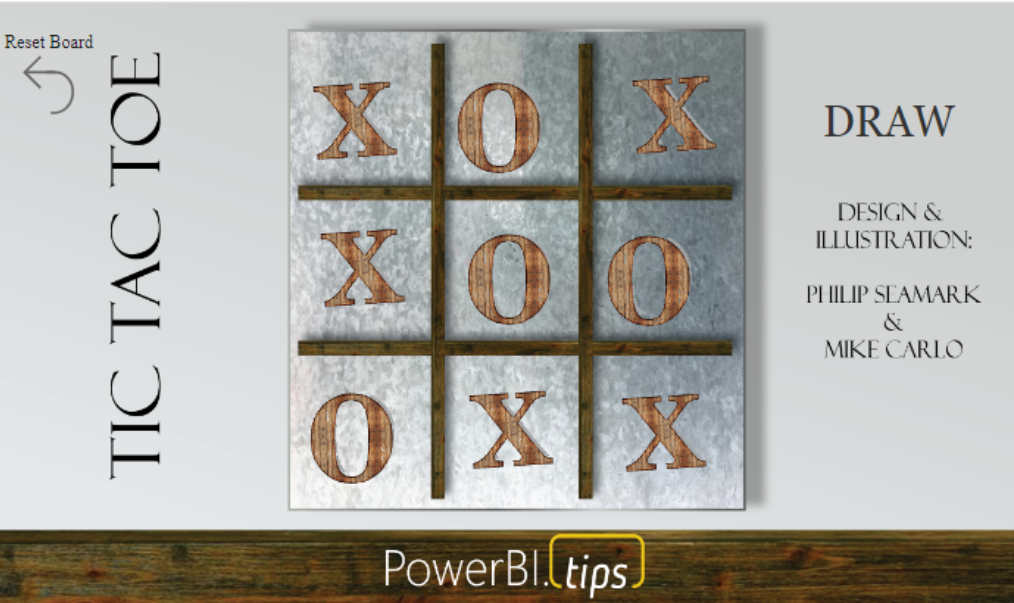 Reset Board
TIC TAC TOE
X O X
X O O
O X X
DRAW
DESIGN &
ILLUSTRATION:
PHILIP SEAMARK
&
MIKE CARLO
PowerBI.tips